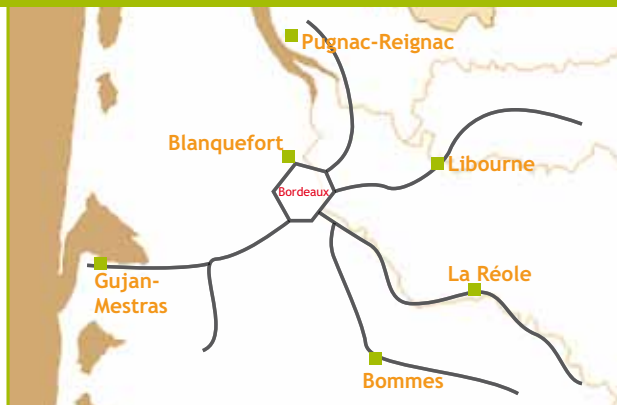 Pugnac-Reignac
Blanquefort
Libourne
Bordeaux
Gujan-
Mestras
La Réole
Bommes